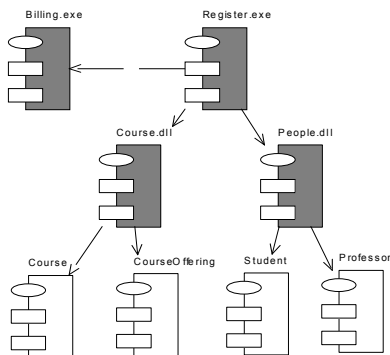 Billing.exe
Register.exe
Course.dll
People.dll
Course
CourseOffering
Student
Professor